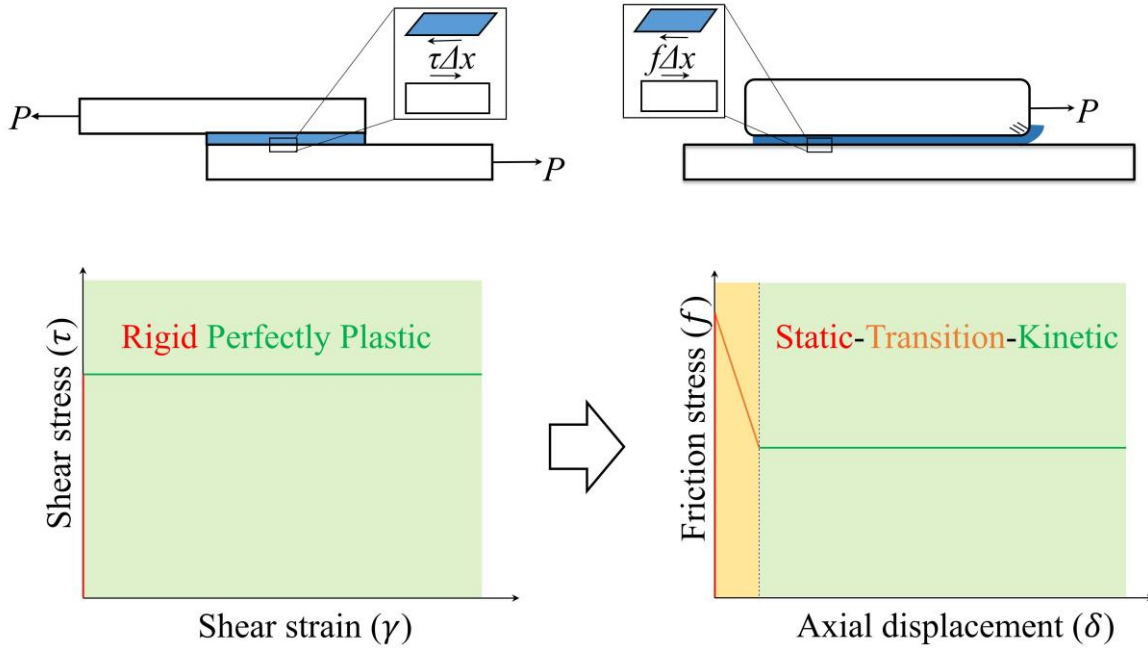 τΔx
fΔx
P
P
P
P
Rigid Perfectly Plastic
Shear stress (τ)
Shear strain (γ)
Static-Transition-Kinetic
Friction stress (f)
Axial displacement (δ)